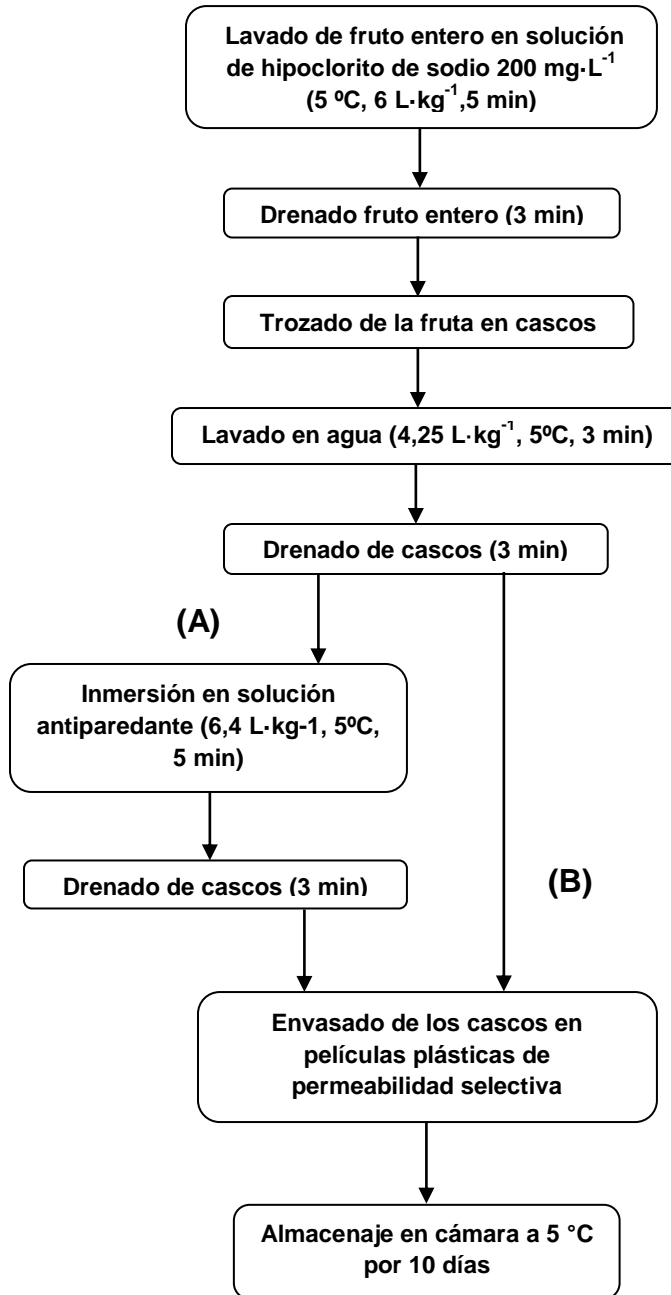 Lavado de fruto entero en solución
de hipoclorito de sodio 200 mg·L⁻¹
(5 ºC, 6 L·kg⁻¹,5 min)
Drenado fruto entero (3 min)
Trozado de la fruta en cascos
Lavado en agua (4,25 L·kg⁻¹, 5ºC, 3 min)
Drenado de cascos (3 min)
(A)
Inmersión en solución
antiparedante (6,4 L·kg-1, 5ºC,
5 min)
Drenado de cascos (3 min)
(B)
Envasado de los cascos en
películas plásticas de
permeabilidad selectiva
Almacenaje en cámara a 5 °C
por 10 días